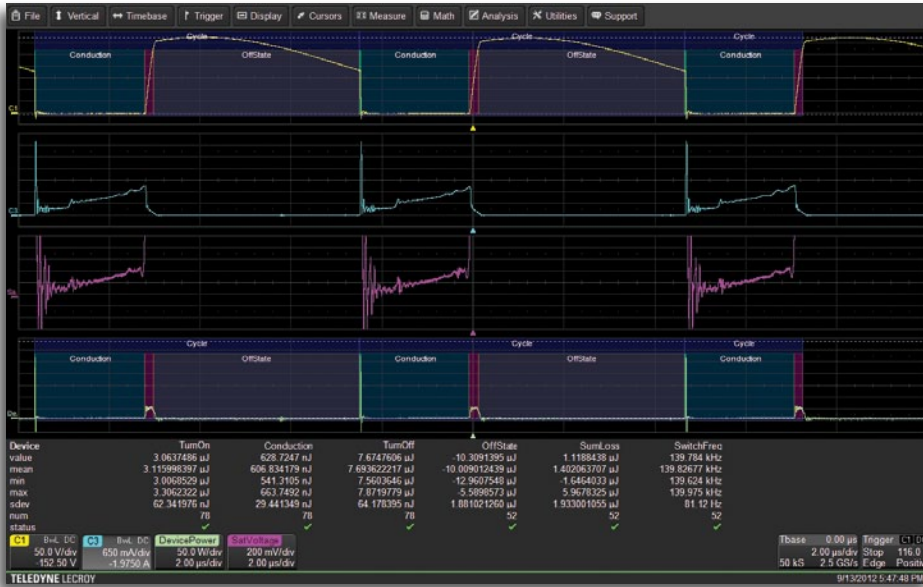 File Vertical Timebase Trigger Display Cursors Measure Math Analysis Utilities Support
Cycle Cycle Cycle
Conduction OffState Conduction OffState Conduction
C1
C3
Cycle Cycle Cycle
Conduction OffState Conduction OffState Conduction
Device TurnOn Conduction TurnOff OffState SumLoss SwitchFreq
value 3.0637486 µJ 628.7247 nJ 7.6747606 µJ -10.3091395 µJ 1.1188438 µJ 139.784 kHz
mean 3.115998397 µJ 606.834179 nJ 7.693622217 µJ -10.009012439 µJ 1.402063707 µJ 139.82677 kHz
min 3.0068529 µJ 541.3105 nJ 7.5603646 µJ -12.9607548 µJ -1.6464033 µJ 139.624 kHz
max 3.3062322 µJ 663.7492 nJ 7.8719779 µJ -5.5898573 µJ 5.9678325 µJ 139.975 kHz
sdev 62.341976 nJ 29.441349 nJ 64.178395 nJ 1.881021260 µJ 1.933001055 µJ 81.12 Hz
num 78 78 78 52 52 52
status
C1 BwL DC C3 BwL DC DevicePower SatVoltage Tbase 0.00 µs Trigger C1
50.0 V/div 650 mA/div 50.0 W/div 200 mV/div 2.00 µs/div Stop 116.0
-152.50 V -1.9750 A 2.00 µs/div 2.00 µs/div 50 kS 2.5 GS/s Edge
TELEDYNE LECROY 9/13/2012 5:47:48 PM